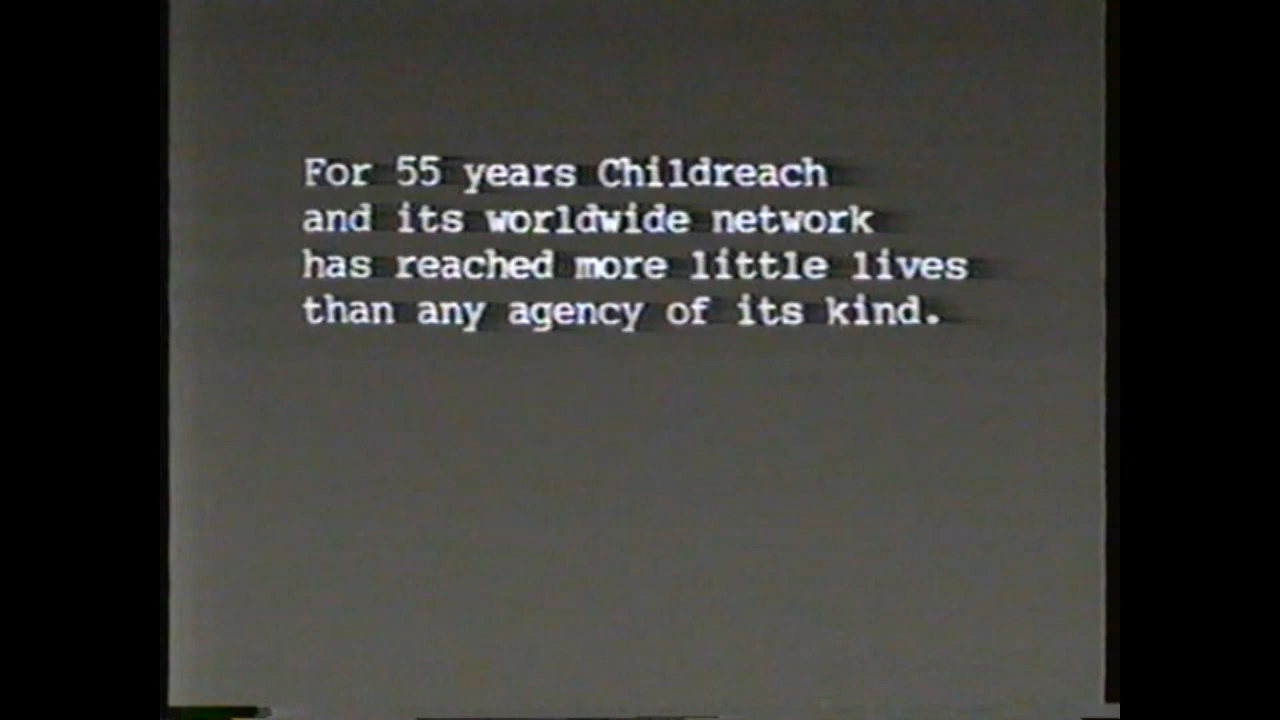 For 55 years Childreach
and its worldwide network
has reached more little lives
than any agency of its kind.